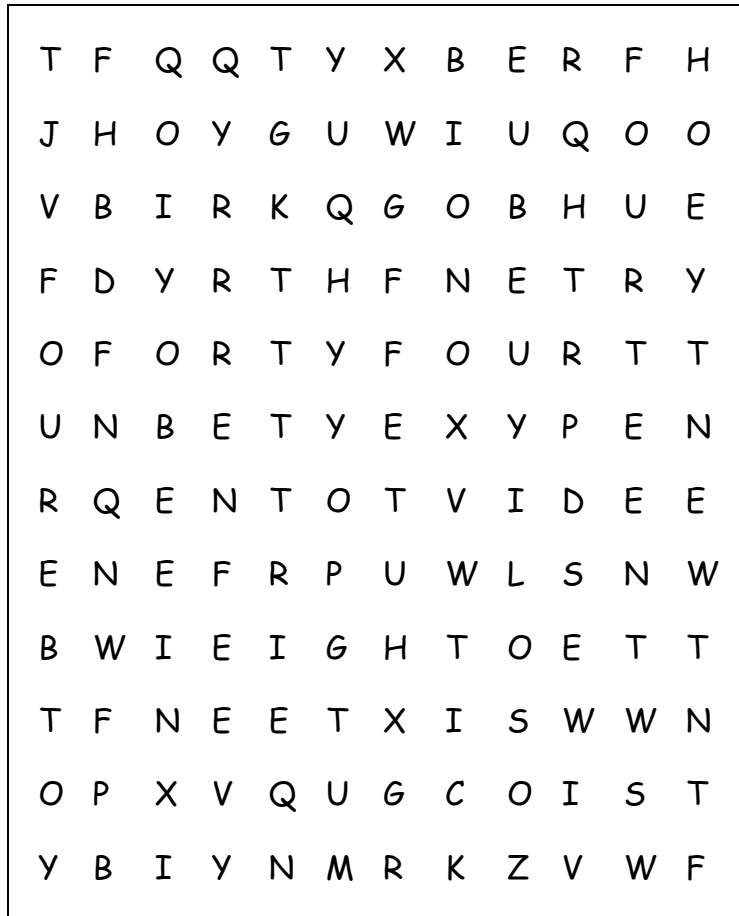 T F Q Q T Y X B E R F H
J H O Y G U W I U Q O O
V B I R K Q G O B H U E
F D Y R T H F N E T R Y
O F O R T Y F O U R T T
U N B E T Y E X Y P E N
R Q E N T O T V I D E E
E N E F R P U W L S N W
B W I E I G H T O E T T
T F N E E T X I S W W N
O P X V Q U G C O I S T
Y B I Y N M R K Z V W F